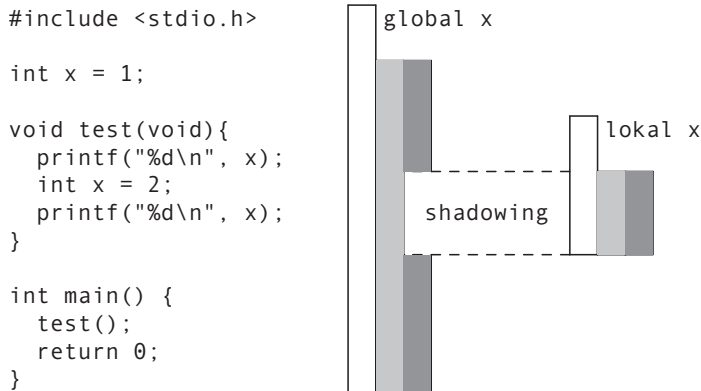 #include <stdio.h>
int x = 1;
void test(void){
  printf("%d\n", x);
  int x = 2;
  printf("%d\n", x);
}
int main() {
  test();
  return 0;
}
global x
lokal x
shadowing